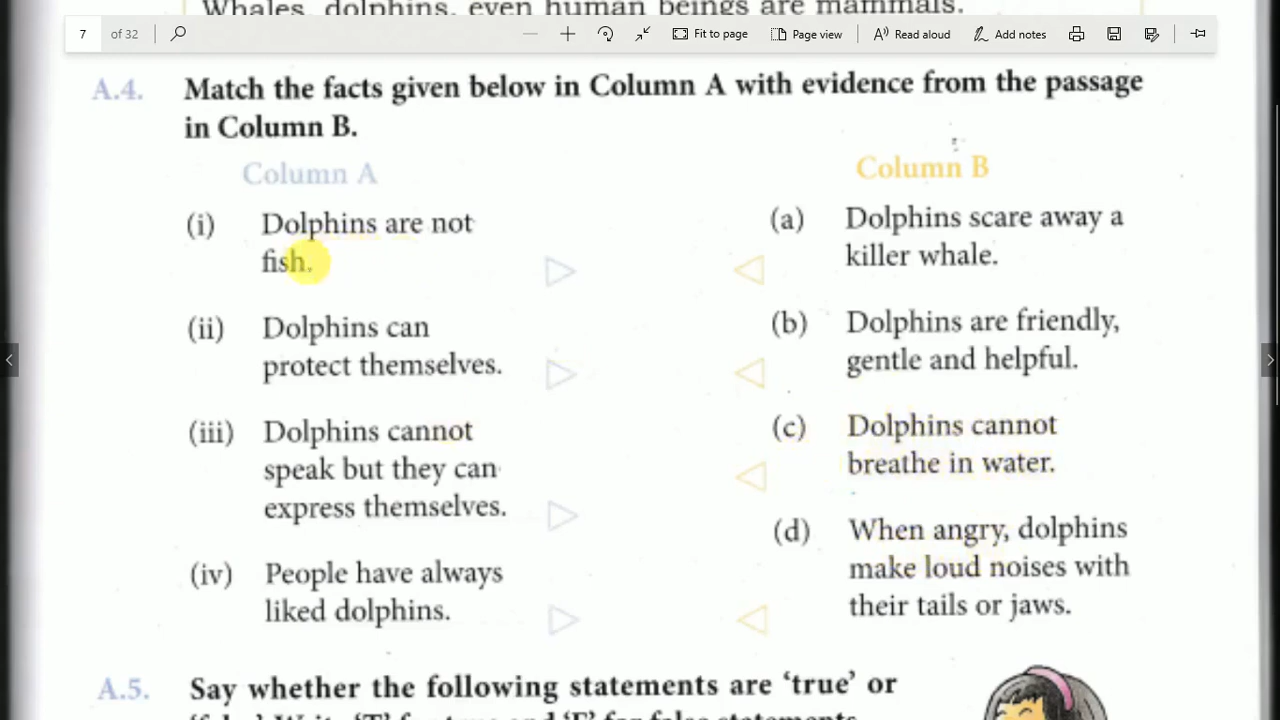 Whales, dolphins, even human beings are mammals.
7 of 32 Fit to page Page view Read aloud Add notes
A.4. Match the facts given below in Column A with evidence from the passage
in Column B.
Column A
(i) Dolphins are not
fish.
(ii) Dolphins can
protect themselves.
(iii) Dolphins cannot
speak but they can
express themselves.
(iv) People have always
liked dolphins.
Column B
(a) Dolphins scare away a
killer whale.
(b) Dolphins are friendly,
gentle and helpful.
(c) Dolphins cannot
breathe in water.
(d) When angry, dolphins
make loud noises with
their tails or jaws.
A.5. Say whether the following statements are 'true' or